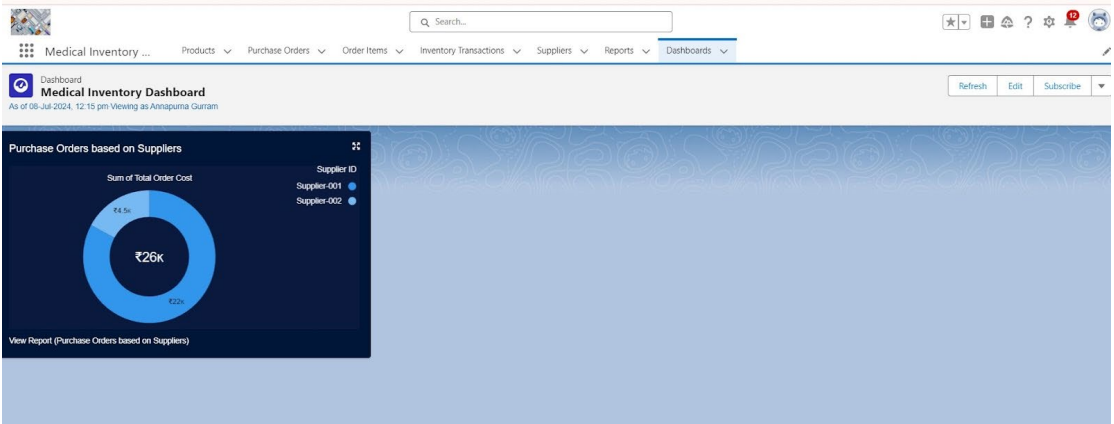 Search...
12
Medical Inventory ... Products Purchase Orders Order Items Inventory Transactions Suppliers Reports Dashboards
Dashboard
Medical Inventory Dashboard
As of 08-Jul-2024, 12:15 pm·Viewing as Annapurna Gurram
Refresh Edit Subscribe
Purchase Orders based on Suppliers
Sum of Total Order Cost
Supplier ID
Supplier-001
Supplier-002
₹4.5K
₹26K
₹22K
View Report (Purchase Orders based on Suppliers)